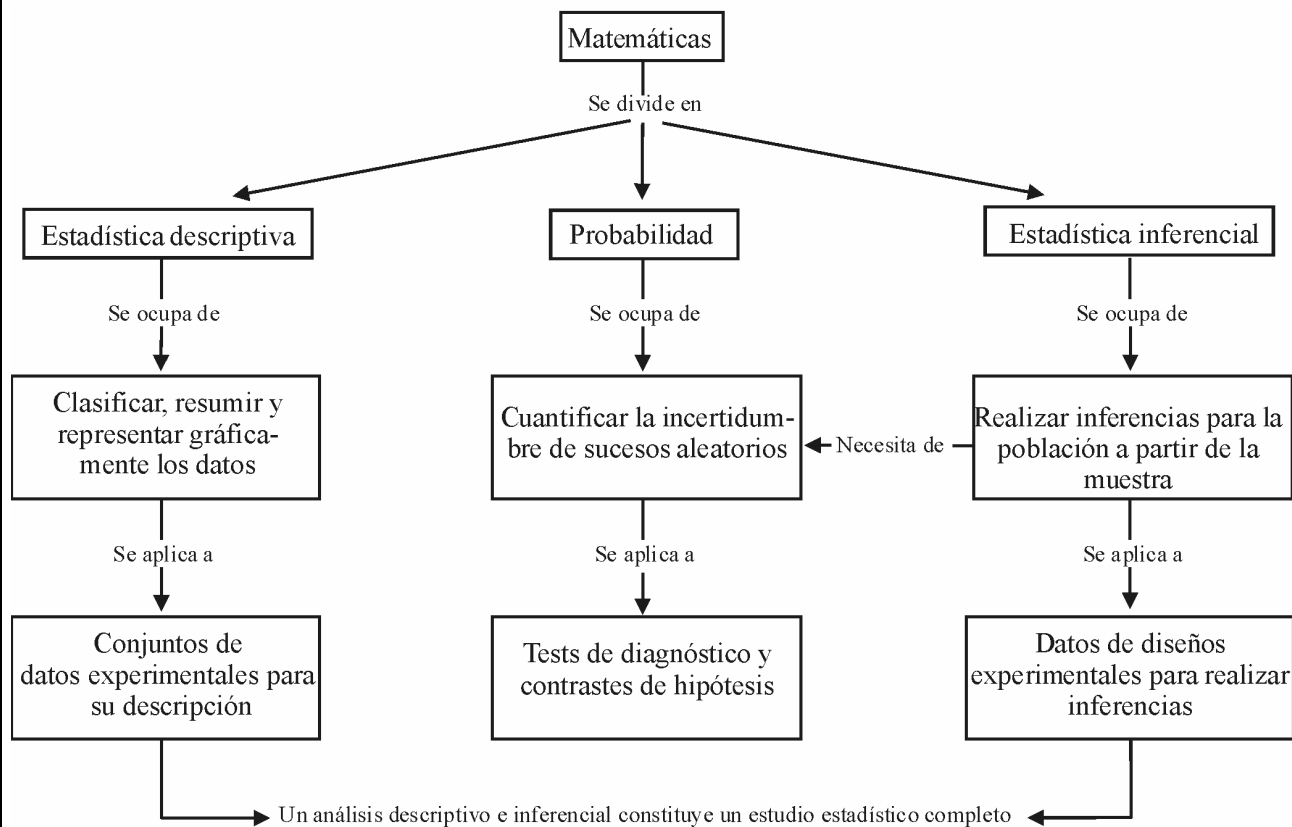 Matemáticas
Se divide en
Estadística descriptiva
Probabilidad
Estadística inferencial
Se ocupa de
Se ocupa de
Se ocupa de
Clasificar, resumir y
representar gráfica-
mente los datos
Cuantificar la incertidum-
bre de sucesos aleatorios
Necesita de
Realizar inferencias para la
población a partir de la
muestra
Se aplica a
Se aplica a
Se aplica a
Conjuntos de
datos experimentales para
su descripción
Tests de diagnóstico y
contrastes de hipótesis
Datos de diseños
experimentales para realizar
inferencias
Un análisis descriptivo e inferencial constituye un estudio estadístico completo